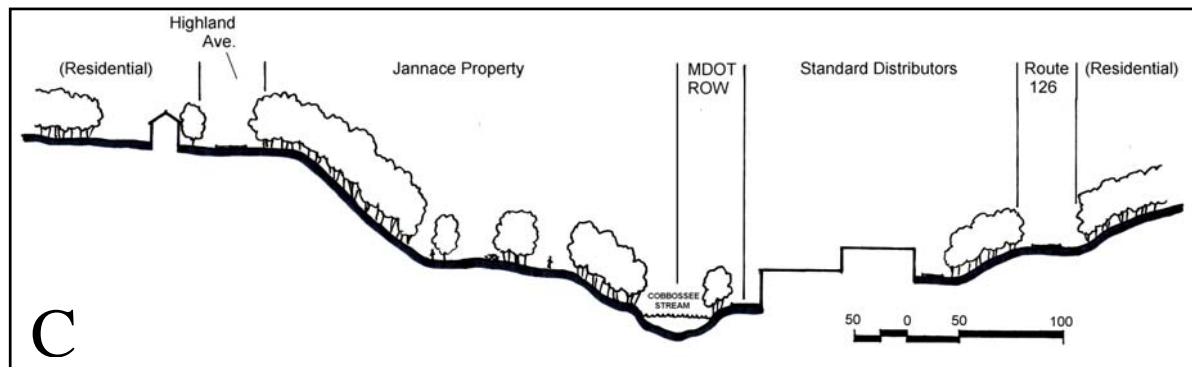 Highland
Ave.
(Residential)
Jannace Property
MDOT
ROW
Standard Distributors
Route
126
(Residential)
COBBOSSEE
STREAM
50 0 50 100
C